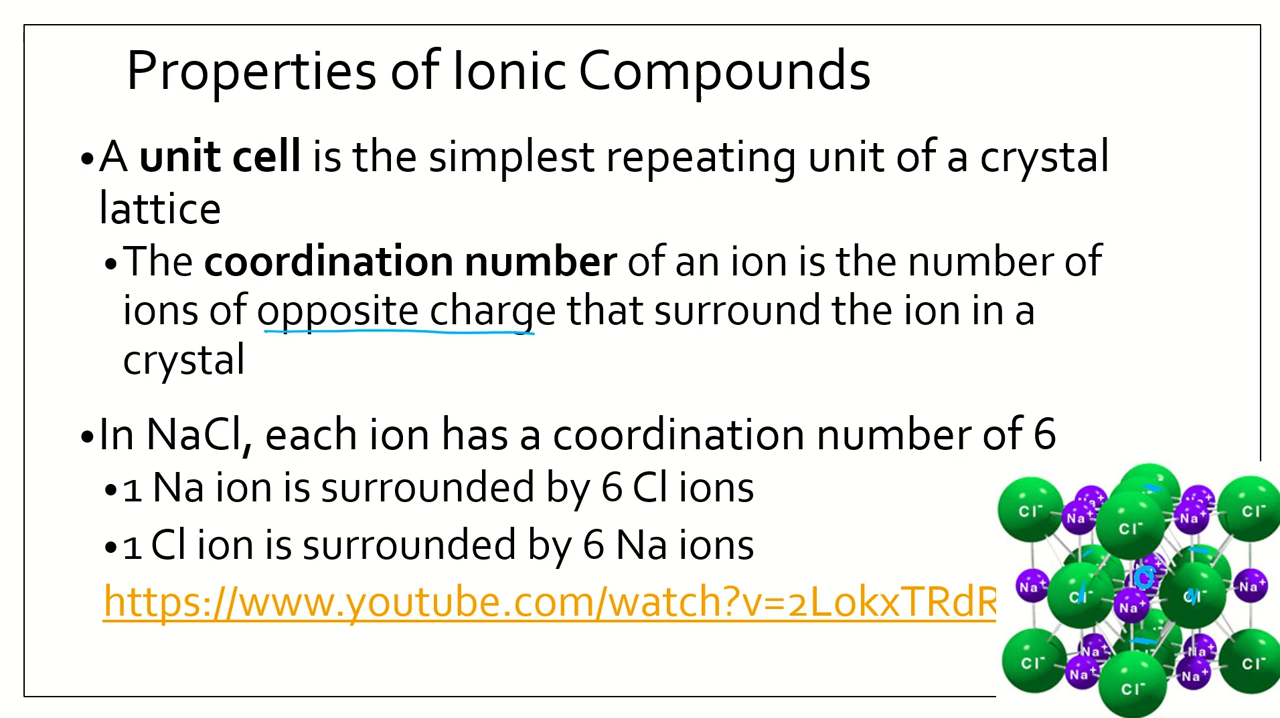 Properties of Ionic Compounds
•A unit cell is the simplest repeating unit of a crystal
lattice
•The coordination number of an ion is the number of
ions of opposite charge that surround the ion in a
crystal
•In NaCl, each ion has a coordination number of 6
•1 Na ion is surrounded by 6 Cl ions
•1 Cl ion is surrounded by 6 Na ions
https://www.youtube.com/watch?v=2LokxTRdR
Cl⁻ Na⁺ Cl⁻ Na⁺ Cl⁻
Na⁺ Cl⁻ Na⁺ Cl⁻ Na⁺
Cl⁻ Na⁺ Na⁺ Cl⁻ Na⁺ Na⁺ Cl⁻